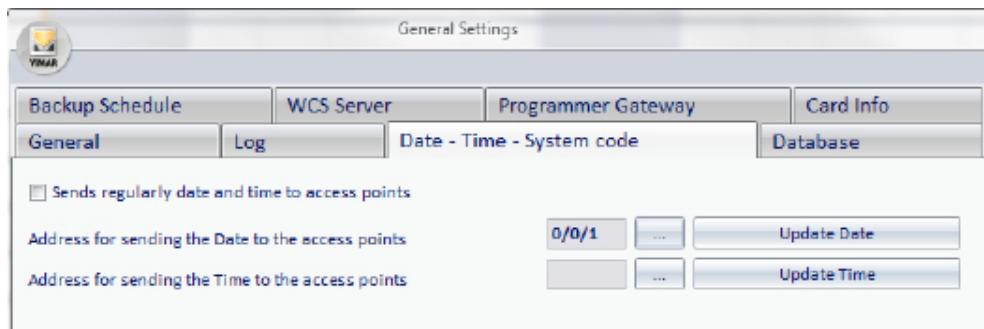 General Settings
VIMAR
Backup Schedule WCS Server Programmer Gateway Card Info
General Log Date - Time - System code Database
Sends regularly date and time to access points
Address for sending the Date to the access points 0/0/1 ... Update Date
Address for sending the Time to the access points ... Update Time